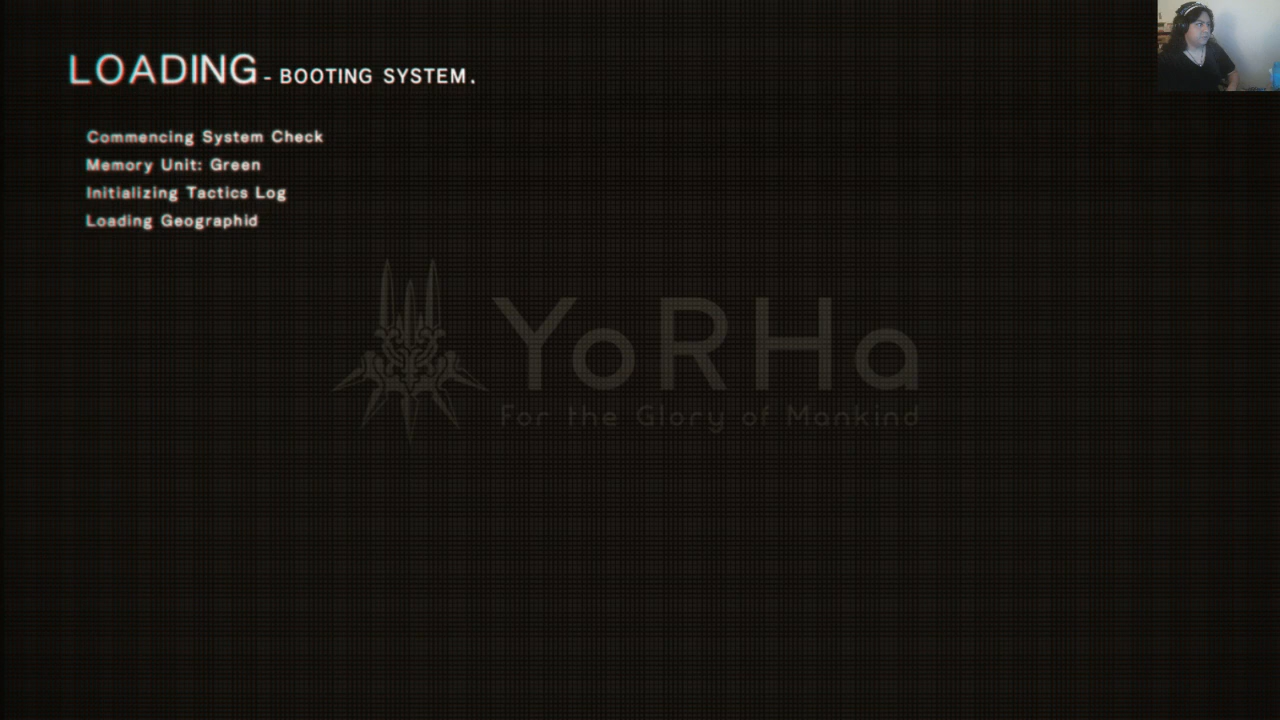 LOADING - BOOTING SYSTEM.
Commencing System Check
Memory Unit: Green
Initializing Tactics Log
Loading Geographid
YoRHa
For the Glory of Mankind